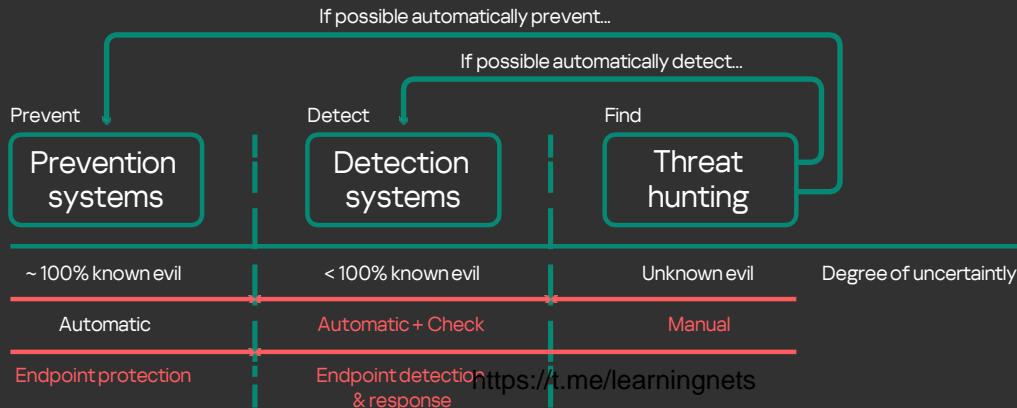 If possible automatically prevent...
If possible automatically detect...
Prevent
Detect
Find
Prevention
systems
Detection
systems
Threat
hunting
~ 100% known evil
< 100% known evil
Unknown evil
Degree of uncertaintly
Automatic
Automatic + Check
Manual
Endpoint protection
Endpoint detection
& response
https://t.me/learningnets